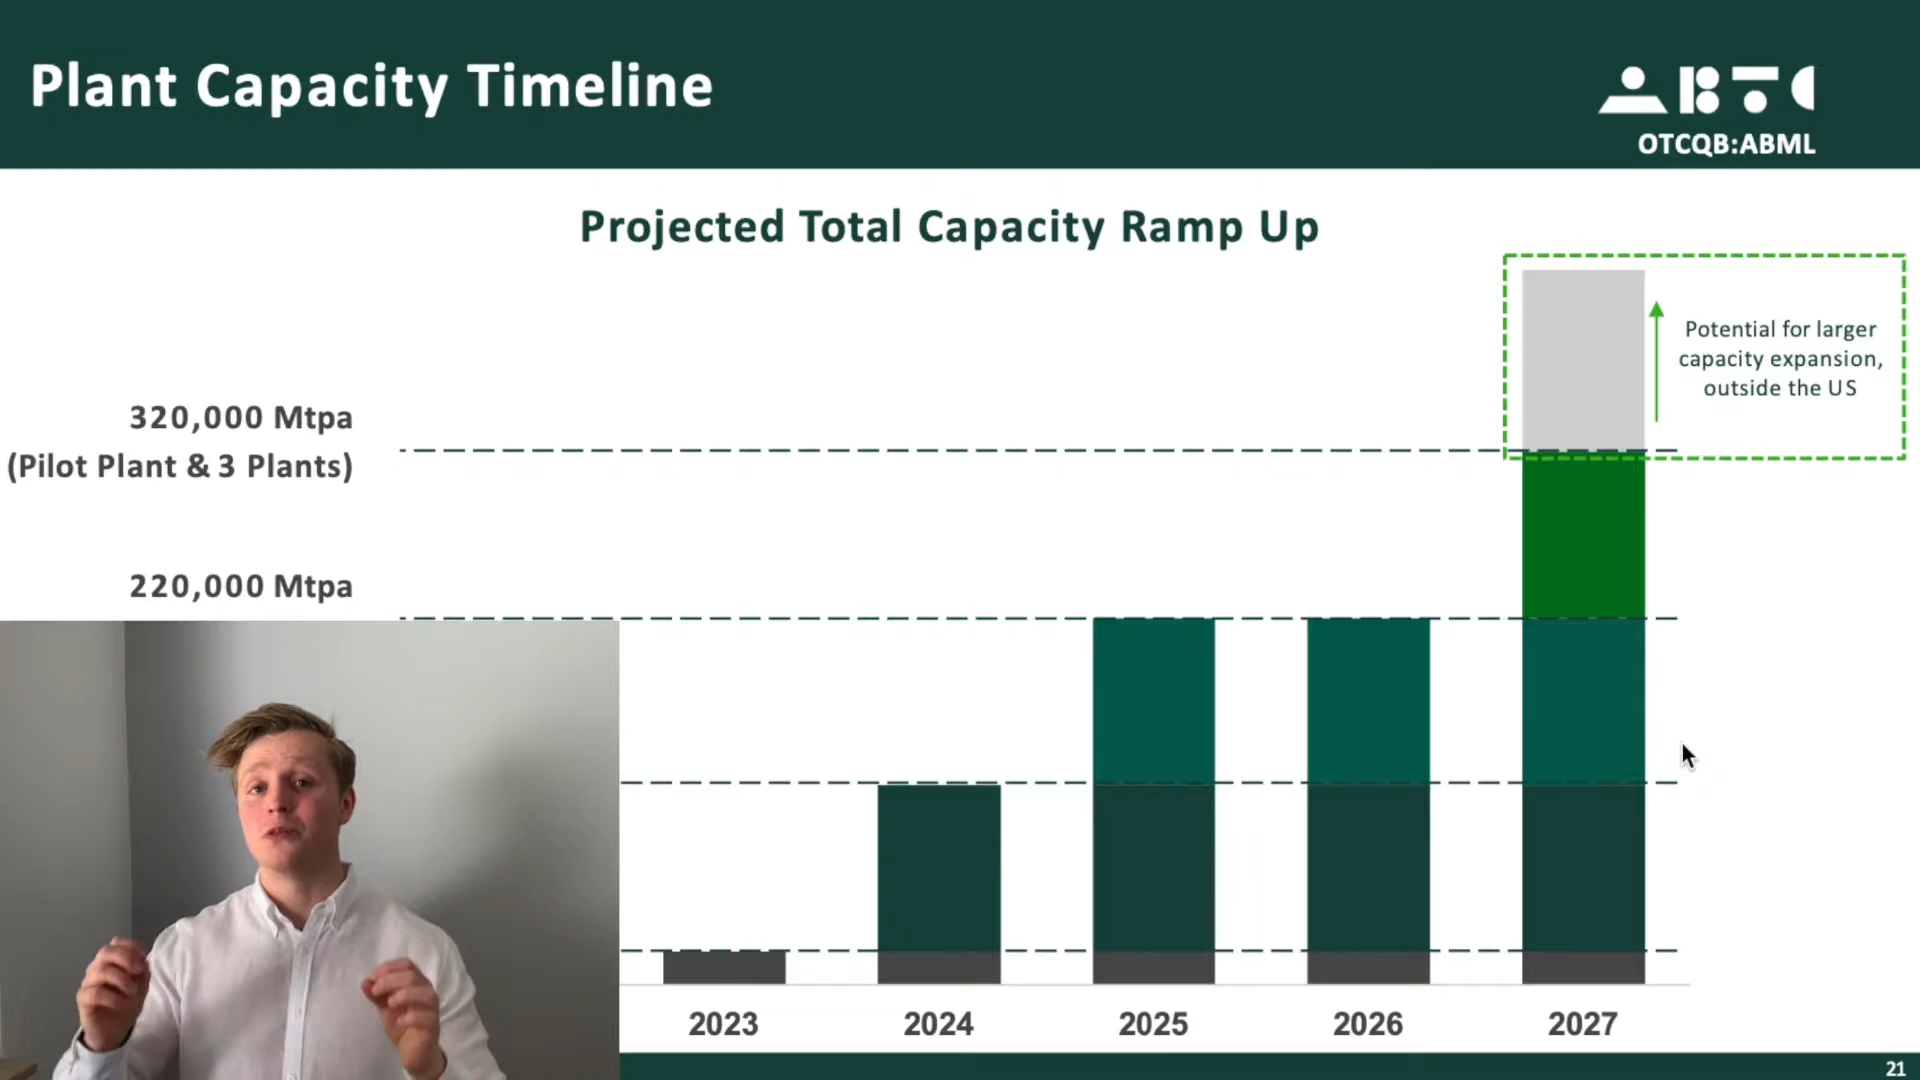 Plant Capacity Timeline
ABTC
OTCQB:ABML
Projected Total Capacity Ramp Up
Potential for larger
capacity expansion,
outside the US
320,000 Mtpa
(Pilot Plant & 3 Plants)
220,000 Mtpa
2023 2024 2025 2026 2027
21